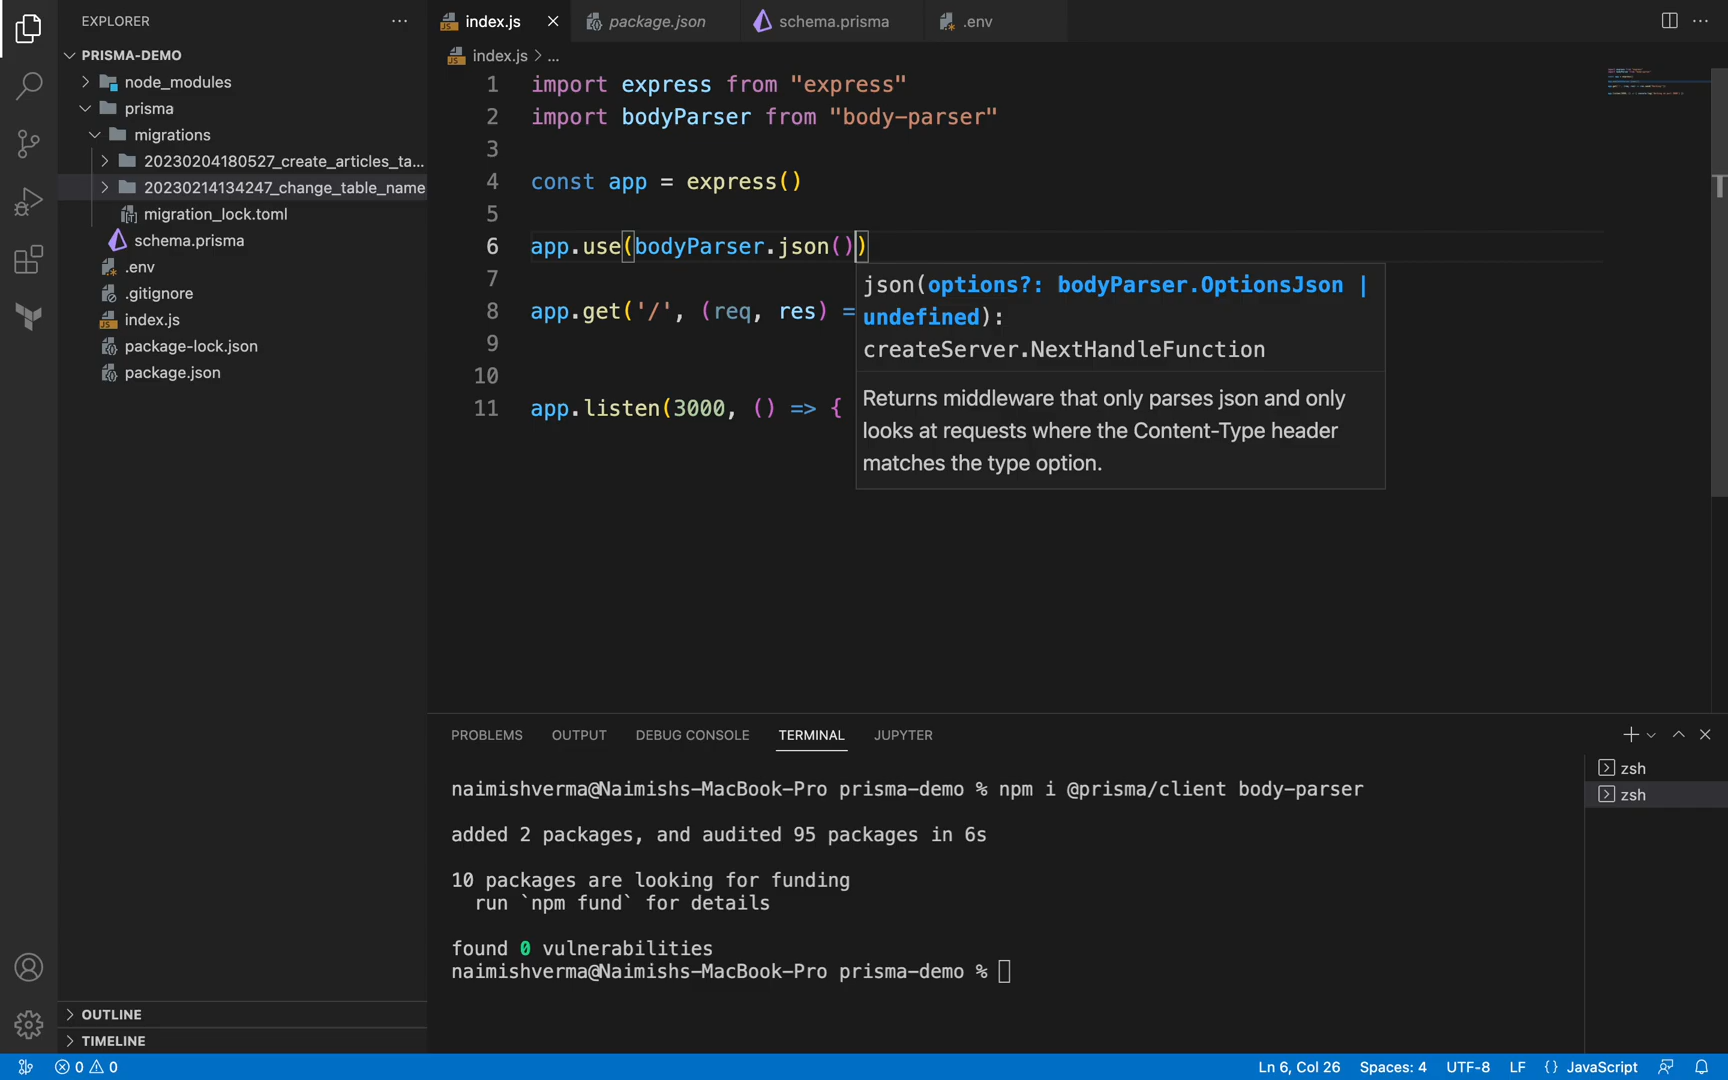 EXPLORER
PRISMA-DEMO
node_modules
prisma
migrations
20230204180527_create_articles_ta...
20230214134247_change_table_name
migration_lock.toml
schema.prisma
.env
.gitignore
index.js
package-lock.json
package.json
OUTLINE
TIMELINE
index.js
package.json
schema.prisma
.env
index.js > ...
1 import express from "express"
2 import bodyParser from "body-parser"
3
4 const app = express()
5
6 app.use(bodyParser.json())
7
8 app.get('/', (req, res) =
9
10
11 app.listen(3000, () => {
json(options?: bodyParser.OptionsJson |
undefined):
createServer.NextHandleFunction
Returns middleware that only parses json and only
looks at requests where the Content-Type header
matches the type option.
PROBLEMS OUTPUT DEBUG CONSOLE TERMINAL JUPYTER
naimishverma@Naimishs-MacBook-Pro prisma-demo % npm i @prisma/client body-parser
added 2 packages, and audited 95 packages in 6s
10 packages are looking for funding
run `npm fund` for details
found 0 vulnerabilities
naimishverma@Naimishs-MacBook-Pro prisma-demo %
zsh
zsh
0 0
Ln 6, Col 26 Spaces: 4 UTF-8 LF {} JavaScript